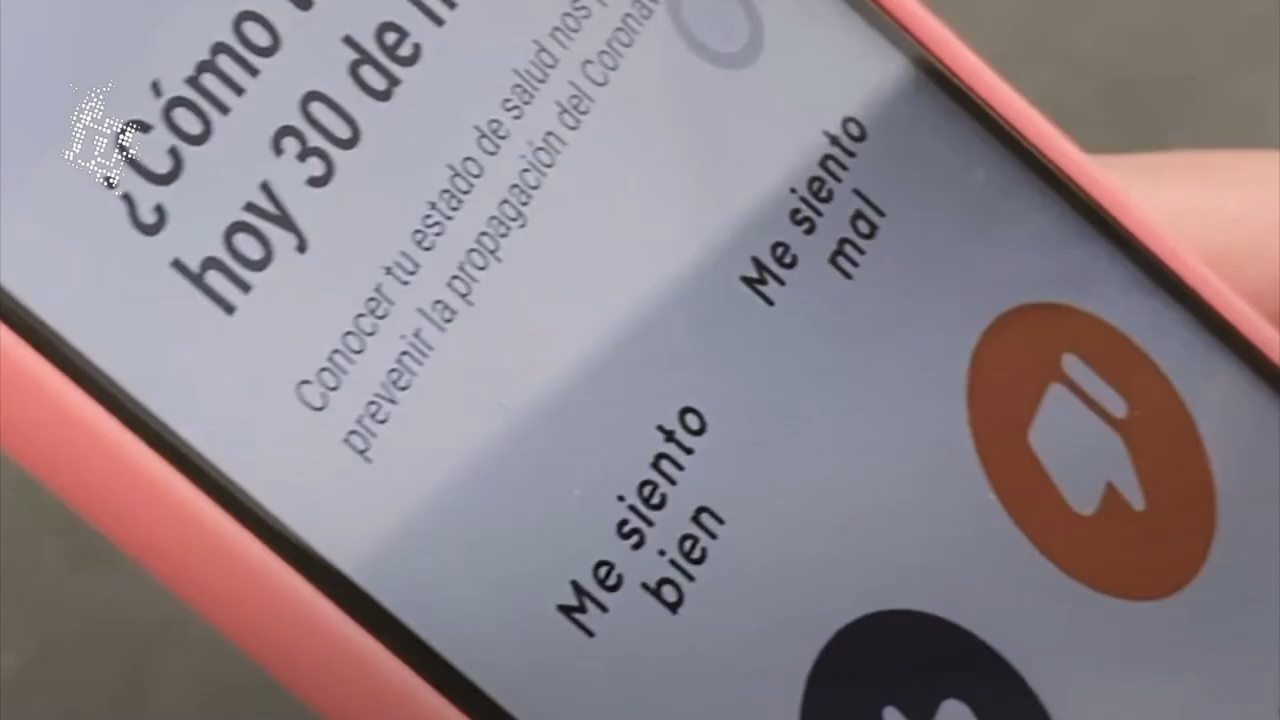 ¿Cómo
hoy 30 de
Conocer tu estado de salud nos
prevenir la propagación del
Me siento
mal
Me siento
bien